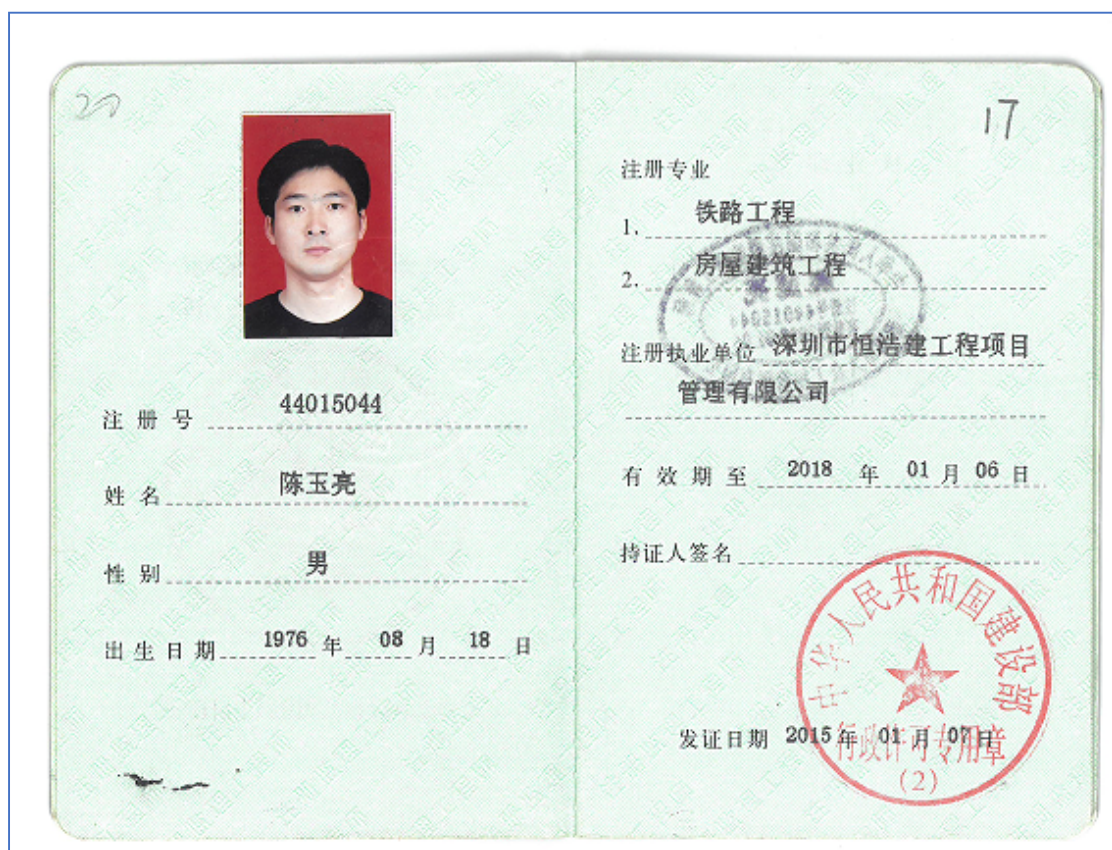 20
注册号 44015044
姓名 陈玉亮
性别 男
出生日期 1976 年 08 月 18 日
17
注册专业
1. 铁路工程
2. 房屋建筑工程
注册执业单位 深圳市恒浩建工程项目
管理有限公司
有效期至 2018 年 01 月 06 日
持证人签名
中华人民共和国建设部
发证日期 2015 年 01 月 07 日
行政许可专用章
(2)